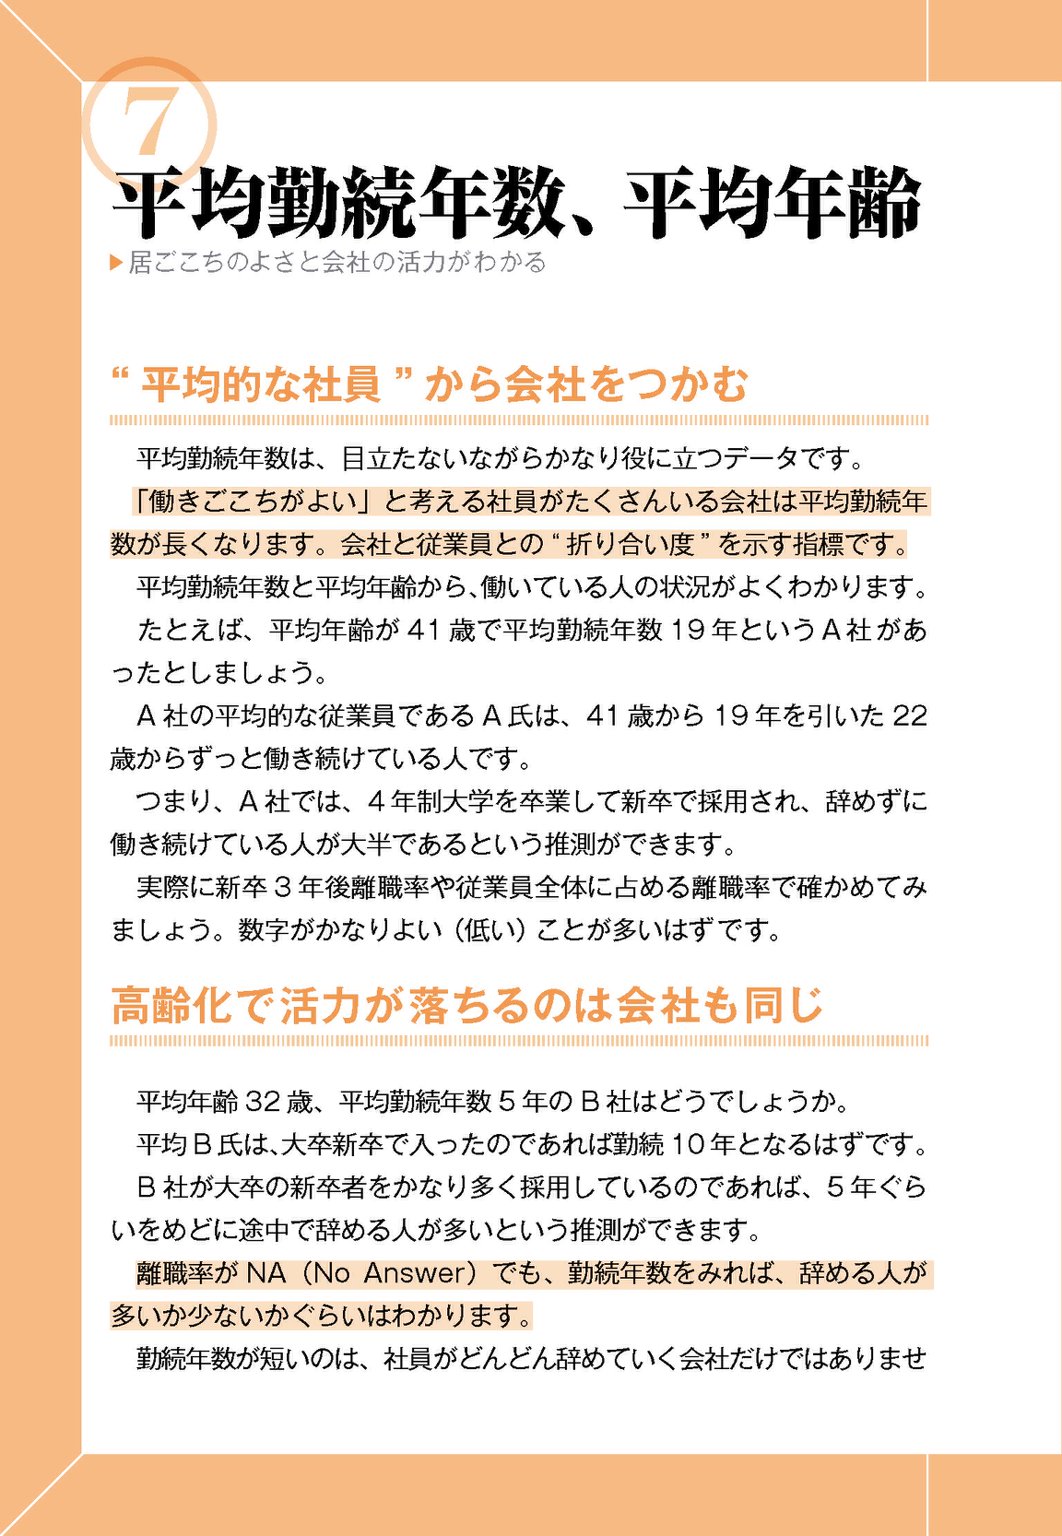 7
平均勤続年数、平均年齢
▶居ごこちのよさと会社の活力がわかる
“平均的な社員”から会社をつかむ
平均勤続年数は、目立たないながらかなり役に立つデータです。
「働きごこちがよい」と考える社員がたくさんいる会社は平均勤続年
数が長くなります。会社と従業員との“折り合い度”を示す指標です。
平均勤続年数と平均年齢から、働いている人の状況がよくわかります。
たとえば、平均年齢が 41 歳で平均勤続年数 19 年という A 社があ
ったとしましょう。
A 社の平均的な従業員である A 氏は、41 歳から 19 年を引いた 22
歳からずっと働き続けている人です。
つまり、A 社では、4 年制大学を卒業して新卒で採用され、辞めずに
働き続けている人が大半であるという推測ができます。
実際に新卒 3 年後離職率や従業員全体に占める離職率で確かめてみ
ましょう。数字がかなりよい（低い）ことが多いはずです。
高齢化で活力が落ちるのは会社も同じ
平均年齢 32 歳、平均勤続年数 5 年の B 社はどうでしょうか。
平均 B 氏は、大卒新卒で入ったのであれば勤続 10 年となるはずです。
B 社が大卒の新卒者をかなり多く採用しているのであれば、5 年ぐら
いをめどに途中で辞める人が多いという推測ができます。
離職率が NA（No Answer）でも、勤続年数をみれば、辞める人が
多いか少ないかぐらいはわかります。
勤続年数が短いのは、社員がどんどん辞めていく会社だけではありませ